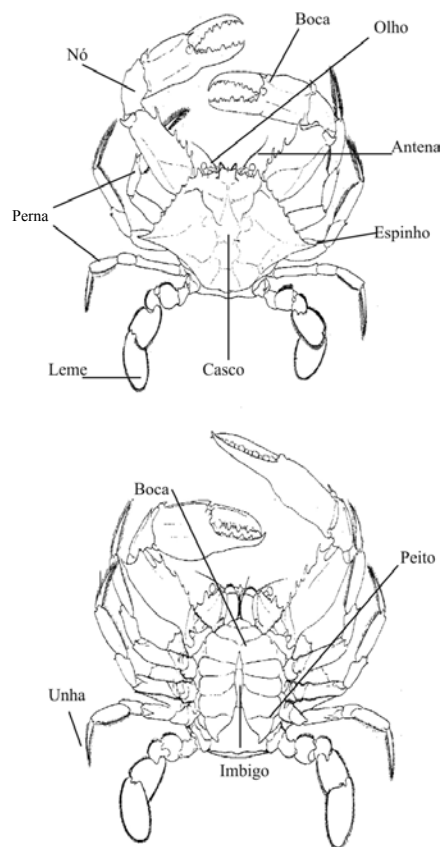 Boca
Olho
Nó
Antena
Perna
Espinho
Leme
Casco
Boca
Peito
Unha
Imbigo